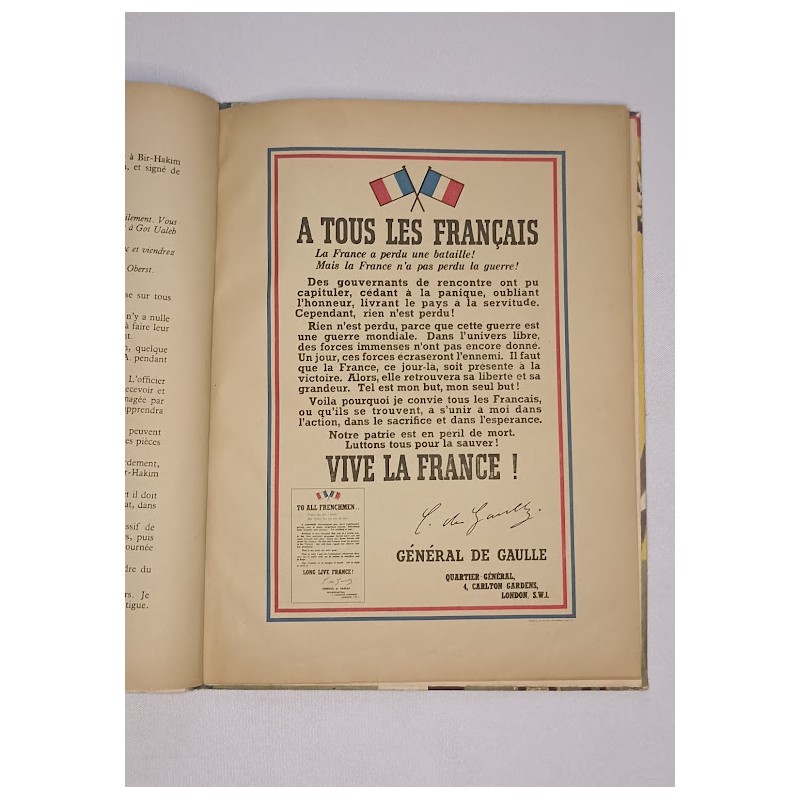 à Bir-Hakim
, et signé de
ilement. Vous
à Got Ualeb
et viendrez
Oberst.
se sur tous
n'y a nulle
à faire leur
nt.
n, quelque
A. pendant
L'officier
ecevoir et
nagée par
apprendra
peuvent
es pièces
rdement,
r-Hakim
t il doit
at, dans
ssif de
s, puis
ournée
dre du
rs. Je
tigue.
A TOUS LES FRANÇAIS
La France a perdu une bataille!
Mais la France n'a pas perdu la guerre!
Des gouvernants de rencontre ont pu
capituler, cédant à la panique, oubliant
l'honneur, livrant le pays à la servitude.
Cependant, rien n'est perdu!
Rien n'est perdu, parce que cette guerre est
une guerre mondiale. Dans l'univers libre,
des forces immenses n'ont pas encore donné.
Un jour, ces forces écraseront l'ennemi. Il faut
que la France, ce jour-là, soit présente à la
victoire. Alors, elle retrouvera sa liberté et sa
grandeur. Tel est mon but, mon seul but!
Voilà pourquoi je convie tous les Francais,
où qu'ils se trouvent, à s'unir à moi dans
l'action, dans le sacrifice et dans l'espérance.
Notre patrie est en péril de mort.
Luttons tous pour la sauver!
VIVE LA FRANCE !
TO ALL FRENCHMEN..
LONG LIVE FRANCE!
C. de Gaulle.
GÉNÉRAL DE GAULLE
QUARTIER-GÉNÉRAL,
4, CARLTON GARDENS,
LONDON, S.W.1.